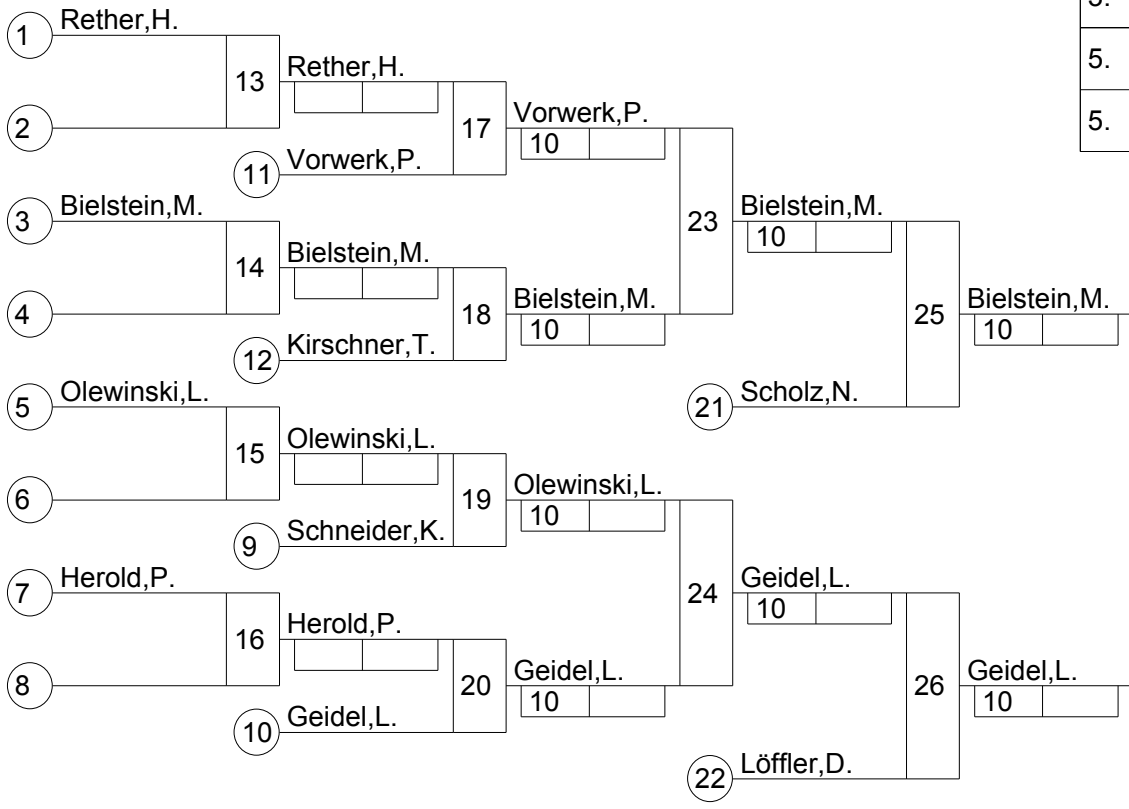 3.
1 Rether,H.
13 Rether,H.
5.
2
17 Vorwerk,P.
10
5.
11 Vorwerk,P.
3 Bielstein,M.
23 Bielstein,M.
10
14 Bielstein,M.
4
18 Bielstein,M.
10
25 Bielstein,M.
10
12 Kirschner,T.
5 Olewinski,L.
21 Scholz,N.
15 Olewinski,L.
6
19 Olewinski,L.
10
9 Schneider,K.
7 Herold,P.
24 Geidel,L.
10
16 Herold,P.
8
20 Geidel,L.
10
26 Geidel,L.
10
10 Geidel,L.
22 Löffler,D.